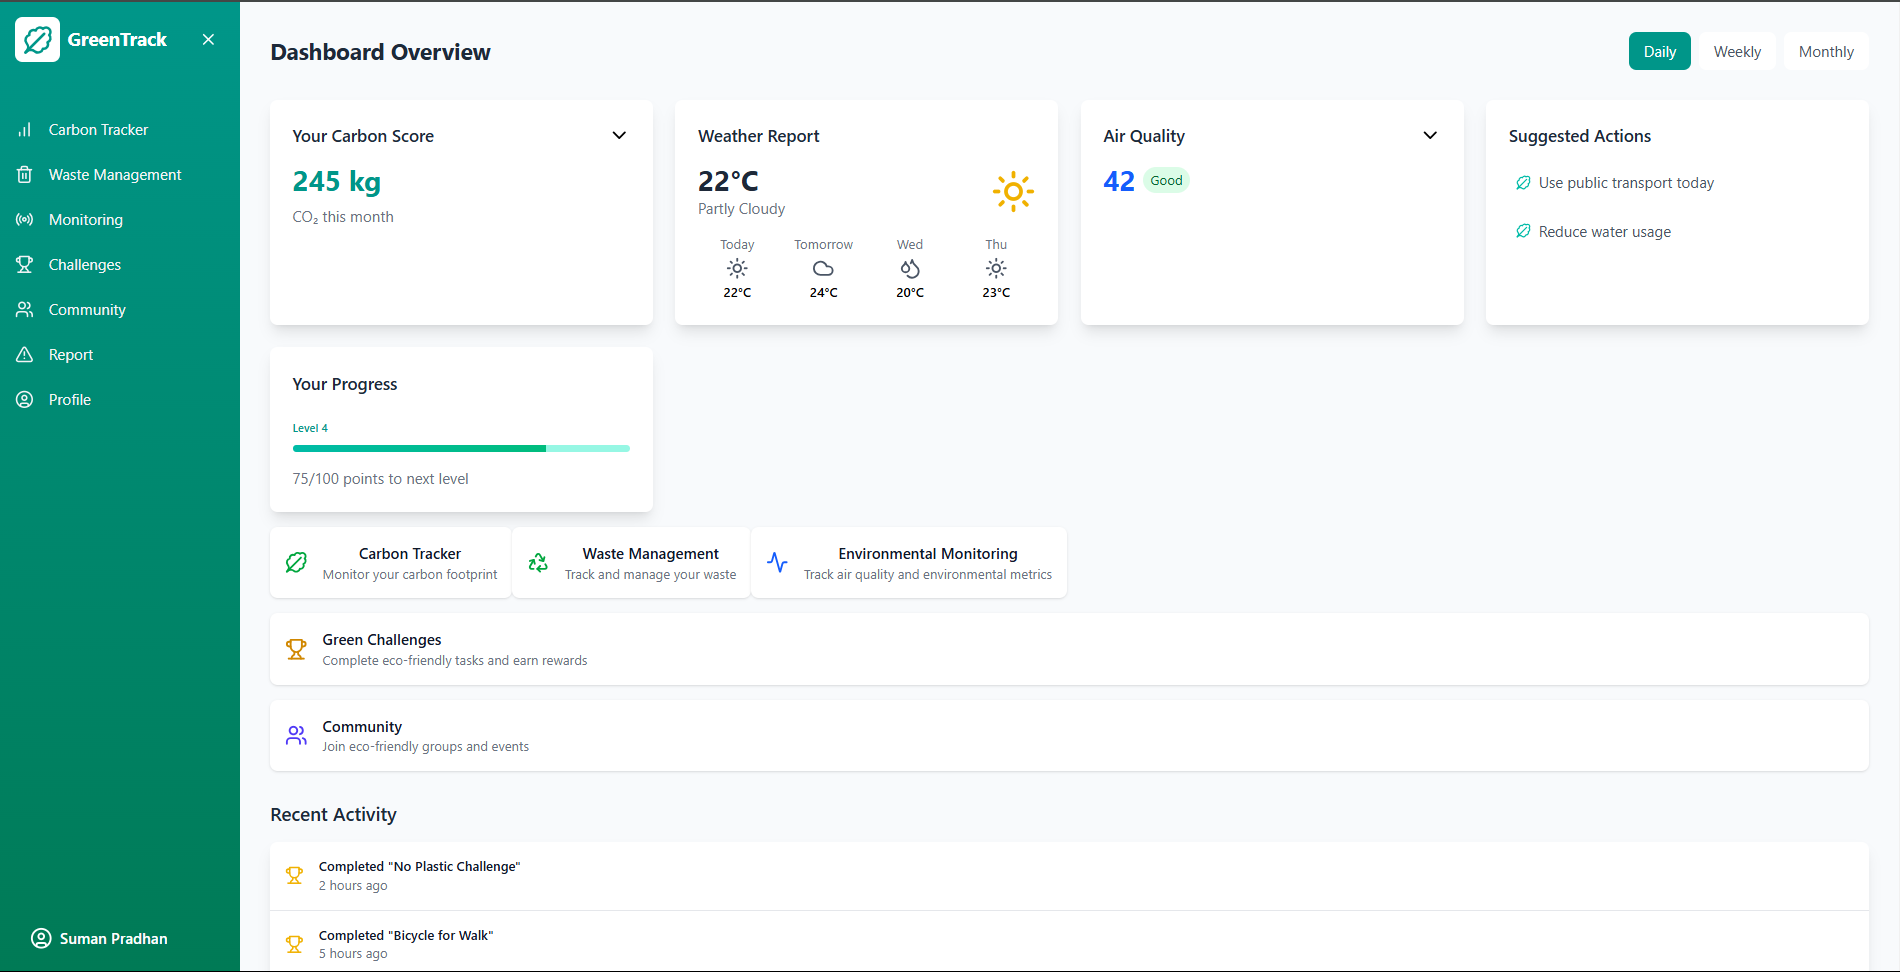 GreenTrack
Carbon Tracker
Waste Management
Monitoring
Challenges
Community
Report
Profile
Suman Pradhan
Dashboard Overview
Daily
Weekly
Monthly
Your Carbon Score
245 kg
CO₂ this month
Weather Report
22°C
Partly Cloudy
Today
22°C
Tomorrow
24°C
Wed
20°C
Thu
23°C
Air Quality
42 Good
Suggested Actions
Use public transport today
Reduce water usage
Your Progress
Level 4
75/100 points to next level
Carbon Tracker
Monitor your carbon footprint
Waste Management
Track and manage your waste
Environmental Monitoring
Track air quality and environmental metrics
Green Challenges
Complete eco-friendly tasks and earn rewards
Community
Join eco-friendly groups and events
Recent Activity
Completed "No Plastic Challenge"
2 hours ago
Completed "Bicycle for Walk"
5 hours ago